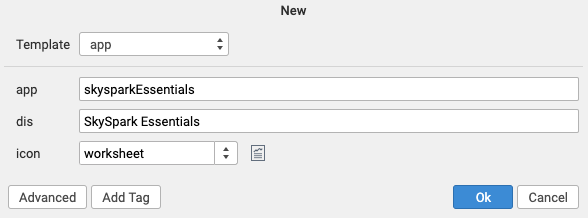 New
Template app
app skysparkEssentials
dis SkySpark Essentials
icon worksheet
Advanced Add Tag Ok Cancel